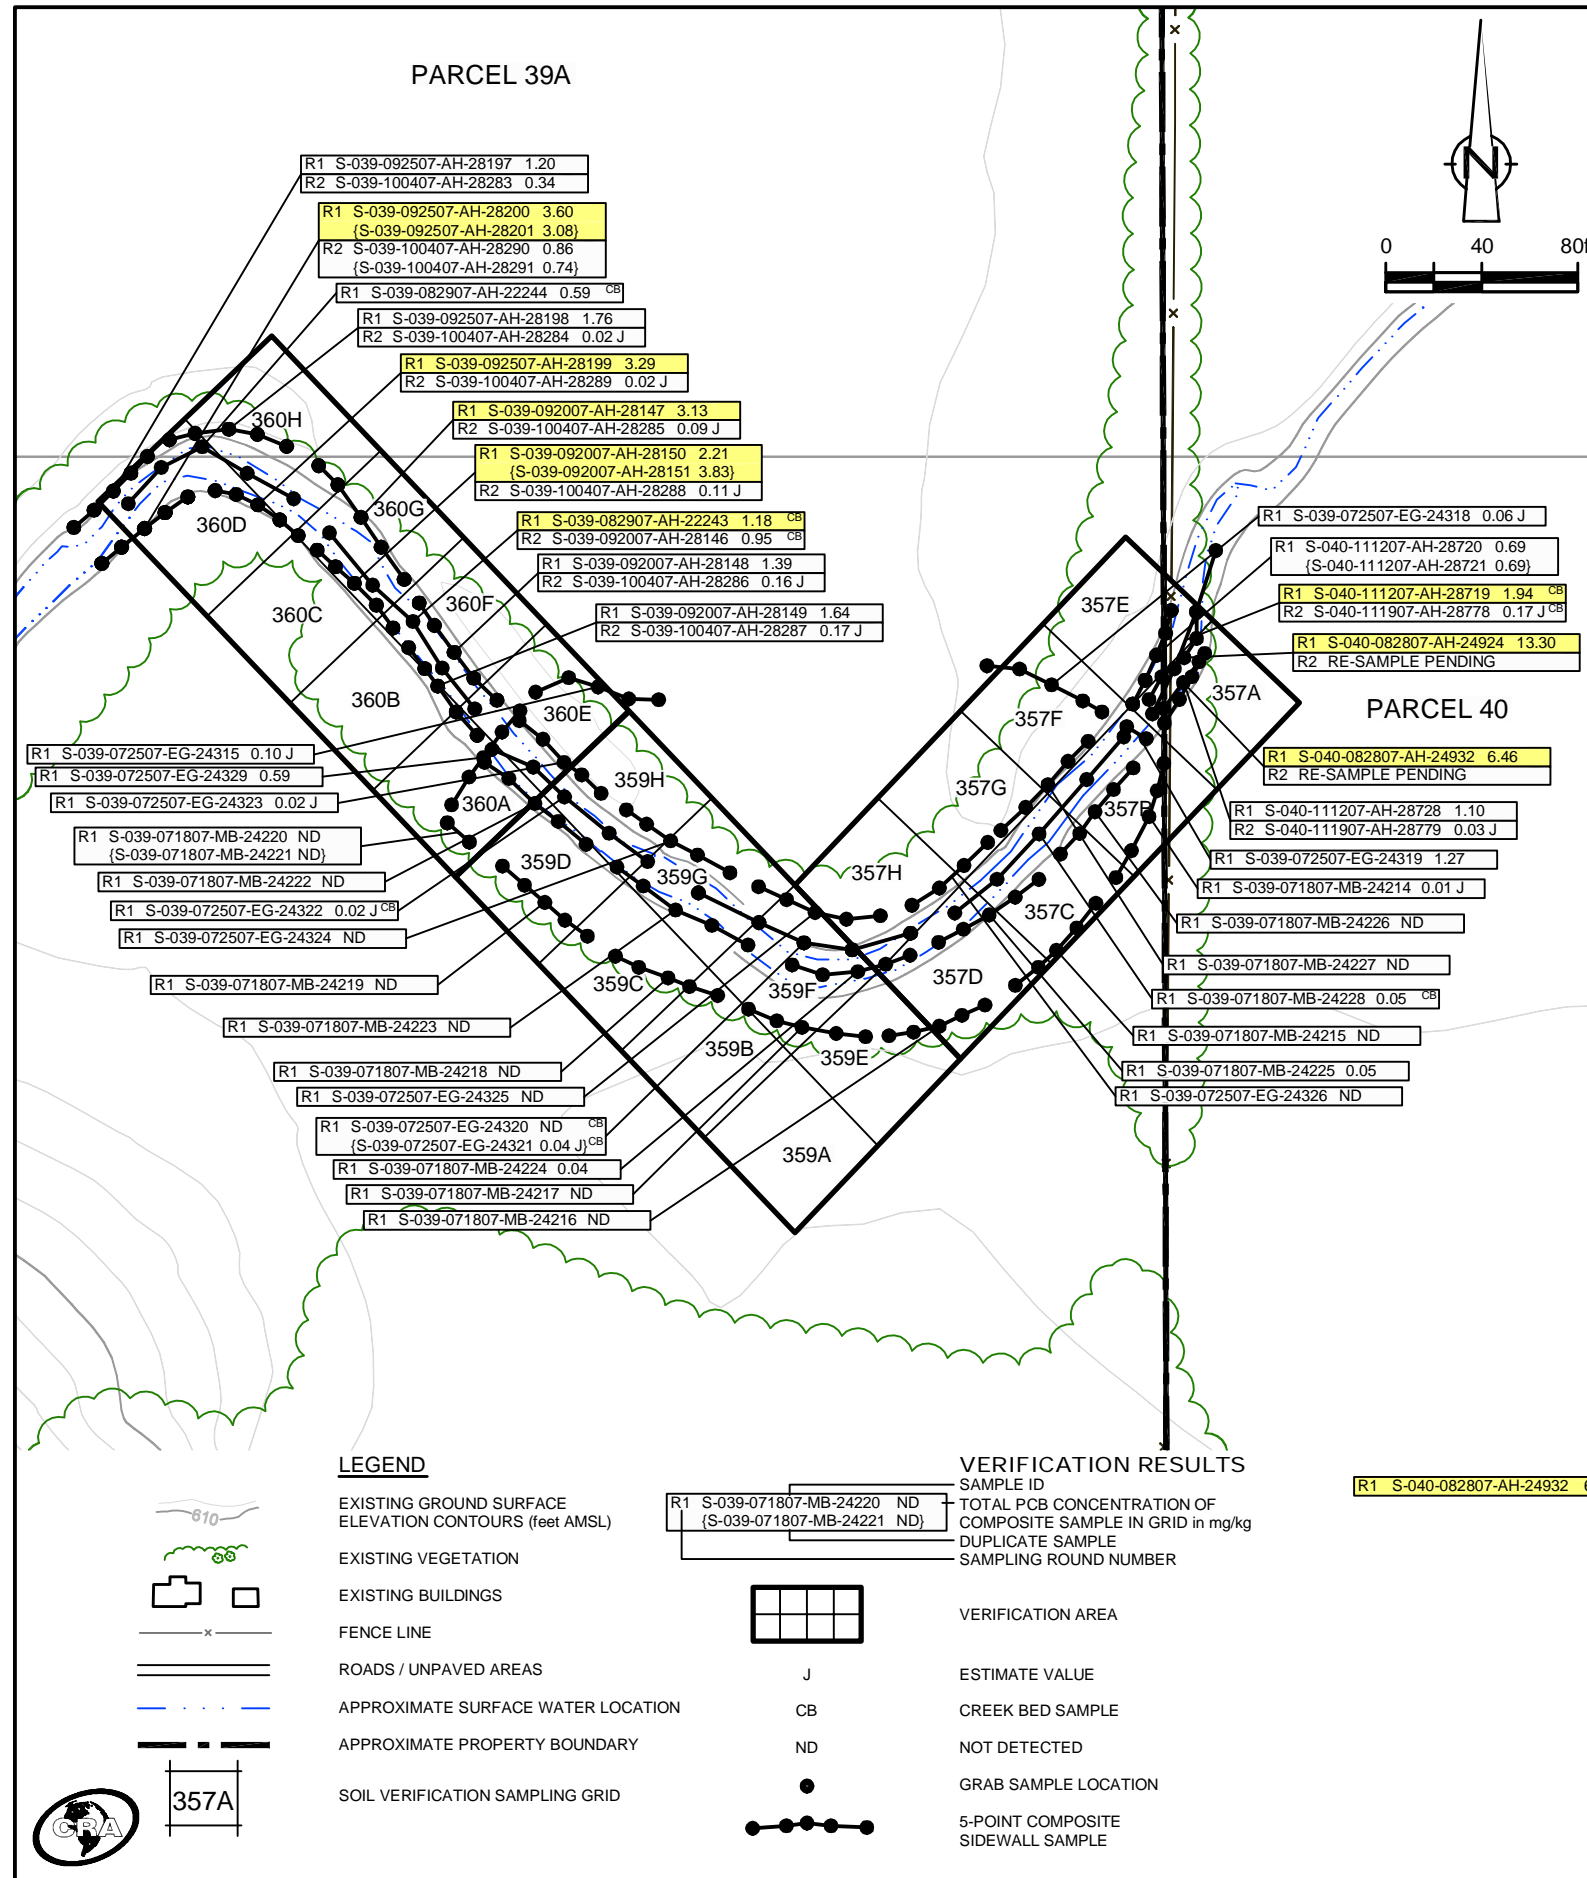 PARCEL 39A
N
0 40 80f
R1 S-039-092507-AH-28197 1.20
R2 S-039-100407-AH-28283 0.34
R1 S-039-092507-AH-28200 3.60
{S-039-092507-AH-28201 3.08}
R2 S-039-100407-AH-28290 0.86
{S-039-100407-AH-28291 0.74}
R1 S-039-082907-AH-22244 0.59 CB
R1 S-039-092507-AH-28198 1.76
R2 S-039-100407-AH-28284 0.02 J
R1 S-039-092507-AH-28199 3.29
R2 S-039-100407-AH-28289 0.02 J
R1 S-039-092007-AH-28147 3.13
R2 S-039-100407-AH-28285 0.09 J
R1 S-039-092007-AH-28150 2.21
{S-039-092007-AH-28151 3.83}
R2 S-039-100407-AH-28288 0.11 J
R1 S-039-082907-AH-22243 1.18 CB
R2 S-039-092007-AH-28146 0.95 CB
R1 S-039-092007-AH-28148 1.39
R2 S-039-100407-AH-28286 0.16 J
R1 S-039-092007-AH-28149 1.64
R2 S-039-100407-AH-28287 0.17 J
360H
360G
360D
360F
360C
360B
360E
360A
359H
359D
359G
359C
359F
359B
359E
359A
357E
357A
357F
357G
357B
357H
357C
357D
R1 S-039-072507-EG-24318 0.06 J
R1 S-040-111207-AH-28720 0.69
{S-040-111207-AH-28721 0.69}
R1 S-040-111207-AH-28719 1.94 CB
R2 S-040-111907-AH-28778 0.17 J CB
R1 S-040-082807-AH-24924 13.30
R2 RE-SAMPLE PENDING
PARCEL 40
R1 S-040-082807-AH-24932 6.46
R2 RE-SAMPLE PENDING
R1 S-040-111207-AH-28728 1.10
R2 S-040-111907-AH-28779 0.03 J
R1 S-039-072507-EG-24319 1.27
R1 S-039-071807-MB-24214 0.01 J
R1 S-039-071807-MB-24226 ND
R1 S-039-071807-MB-24227 ND
R1 S-039-071807-MB-24228 0.05 CB
R1 S-039-071807-MB-24215 ND
R1 S-039-071807-MB-24225 0.05
R1 S-039-072507-EG-24326 ND
R1 S-039-072507-EG-24315 0.10 J
R1 S-039-072507-EG-24329 0.59
R1 S-039-072507-EG-24323 0.02 J
R1 S-039-071807-MB-24220 ND
{S-039-071807-MB-24221 ND}
R1 S-039-071807-MB-24222 ND
R1 S-039-072507-EG-24322 0.02 J CB
R1 S-039-072507-EG-24324 ND
R1 S-039-071807-MB-24219 ND
R1 S-039-071807-MB-24223 ND
R1 S-039-071807-MB-24218 ND
R1 S-039-072507-EG-24325 ND
R1 S-039-072507-EG-24320 ND CB
{S-039-072507-EG-24321 0.04 J} CB
R1 S-039-071807-MB-24224 0.04
R1 S-039-071807-MB-24217 ND
R1 S-039-071807-MB-24216 ND
LEGEND
610
EXISTING GROUND SURFACE
ELEVATION CONTOURS (feet AMSL)
EXISTING VEGETATION
EXISTING BUILDINGS
FENCE LINE
ROADS / UNPAVED AREAS
APPROXIMATE SURFACE WATER LOCATION
APPROXIMATE PROPERTY BOUNDARY
357A
SOIL VERIFICATION SAMPLING GRID
CRA
VERIFICATION RESULTS
R1 S-039-071807-MB-24220 ND
{S-039-071807-MB-24221 ND}
SAMPLE ID
TOTAL PCB CONCENTRATION OF
COMPOSITE SAMPLE IN GRID in mg/kg
DUPLICATE SAMPLE
SAMPLING ROUND NUMBER
VERIFICATION AREA
J ESTIMATE VALUE
CB CREEK BED SAMPLE
ND NOT DETECTED
GRAB SAMPLE LOCATION
5-POINT COMPOSITE
SIDEWALL SAMPLE
R1 S-040-082807-AH-24932